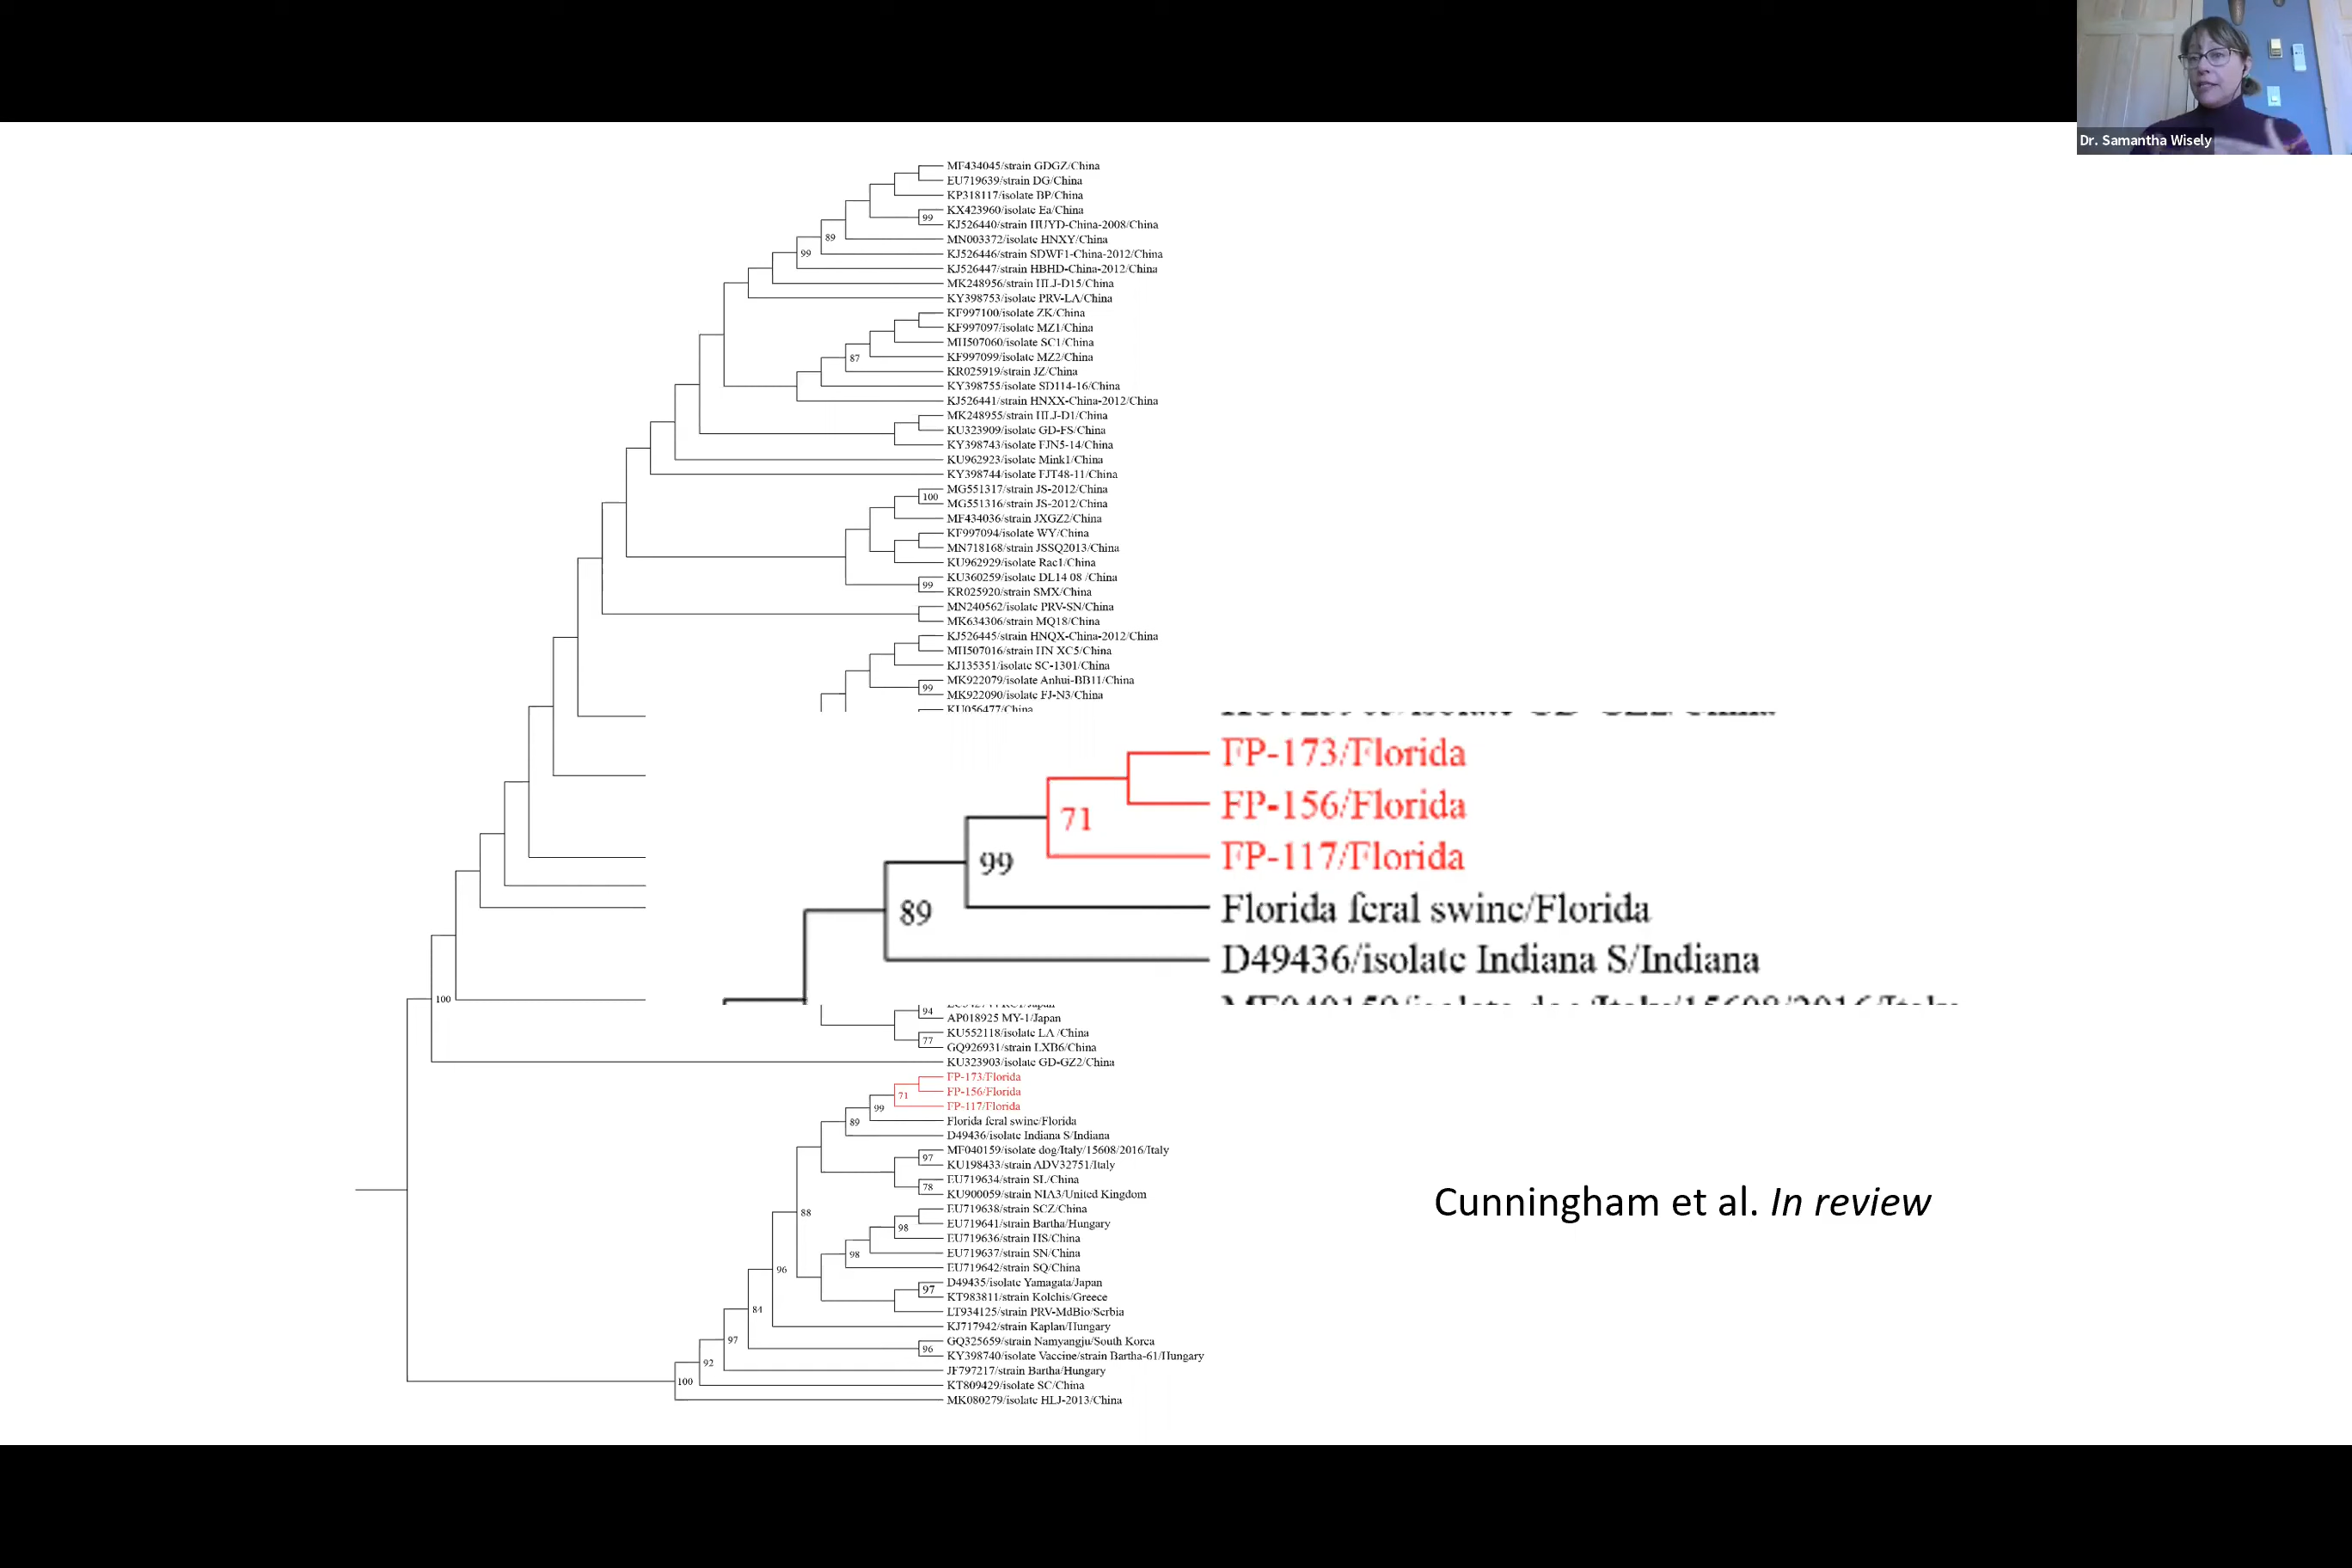 Dr. Samantha Wisely
MF434045/strain GDGZ/China
EU719639/strain DG/China
KP318117/isolate BP/China
KX423960/isolate Ea/China
99
KJ526440/strain HUYD-China-2008/China
89
MN003372/isolate HNXY/China
99
KJ526446/strain SDWF1-China-2012/China
KJ526447/strain HBHD-China-2012/China
MK248956/strain HLJ-D15/China
KY398753/isolate PRV-LA/China
KF997100/isolate ZK/China
KF997097/isolate MZ1/China
MH507060/isolate SC1/China
87
KF997099/isolate MZ2/China
KR025919/strain JZ/China
KY398755/isolate SD114-16/China
KJ526441/strain HNXX-China-2012/China
MK248955/strain HLJ-D1/China
KU323909/isolate GD-FS/China
KY398743/isolate FJN5-14/China
KU962923/isolate Mink1/China
KY398744/isolate FJT48-11/China
MG551317/strain JS-2012/China
100
MG551316/strain JS-2012/China
MF434036/strain JXGZ2/China
KF997094/isolate WY/China
MN718168/strain JSSQ2013/China
KU962929/isolate Rac1/China
KU360259/isolate DL14 08 /China
99
KR025920/strain SMX/China
MN240562/isolate PRV-SN/China
MK634306/strain MQ18/China
KJ526445/strain HNQX-China-2012/China
MH507016/strain HN XC5/China
KJ135351/isolate SC-1301/China
MK922079/isolate Anhui-BB11/China
99
MK922090/isolate FJ-N3/China
KU056477/China
FP-173/Florida
FP-156/Florida
71
FP-117/Florida
99
Florida feral swine/Florida
89
D49436/isolate Indiana S/Indiana
MF040159/isolate dog/Italy/15608/2016/Italy
100
94
AP018925 MY-1/Japan
KU552118/isolate LA /China
77
GQ926931/strain LXB6/China
KU323903/isolate GD-GZ2/China
FP-173/Florida
FP-156/Florida
71
FP-117/Florida
99
Florida feral swine/Florida
89
D49436/isolate Indiana S/Indiana
MF040159/isolate dog/Italy/15608/2016/Italy
97
KU198433/strain ADV32751/Italy
EU719634/strain SL/China
78
KU900059/strain NIA3/United Kingdom
EU719638/strain SCZ/China
88
EU719641/strain Bartha/Hungary
98
EU719636/strain HS/China
EU719637/strain SN/China
98
EU719642/strain SQ/China
96
D49435/isolate Yamagata/Japan
97
KT983811/strain Kolchis/Greece
84
LT934125/strain PRV-MdBio/Serbia
KJ717942/strain Kaplan/Hungary
97
GQ325659/strain Namyangju/South Korea
96
KY398740/isolate Vaccine/strain Bartha-61/Hungary
92
JF797217/strain Bartha/Hungary
100
KT809429/isolate SC/China
MK080279/isolate HLJ-2013/China
Cunningham et al. In review